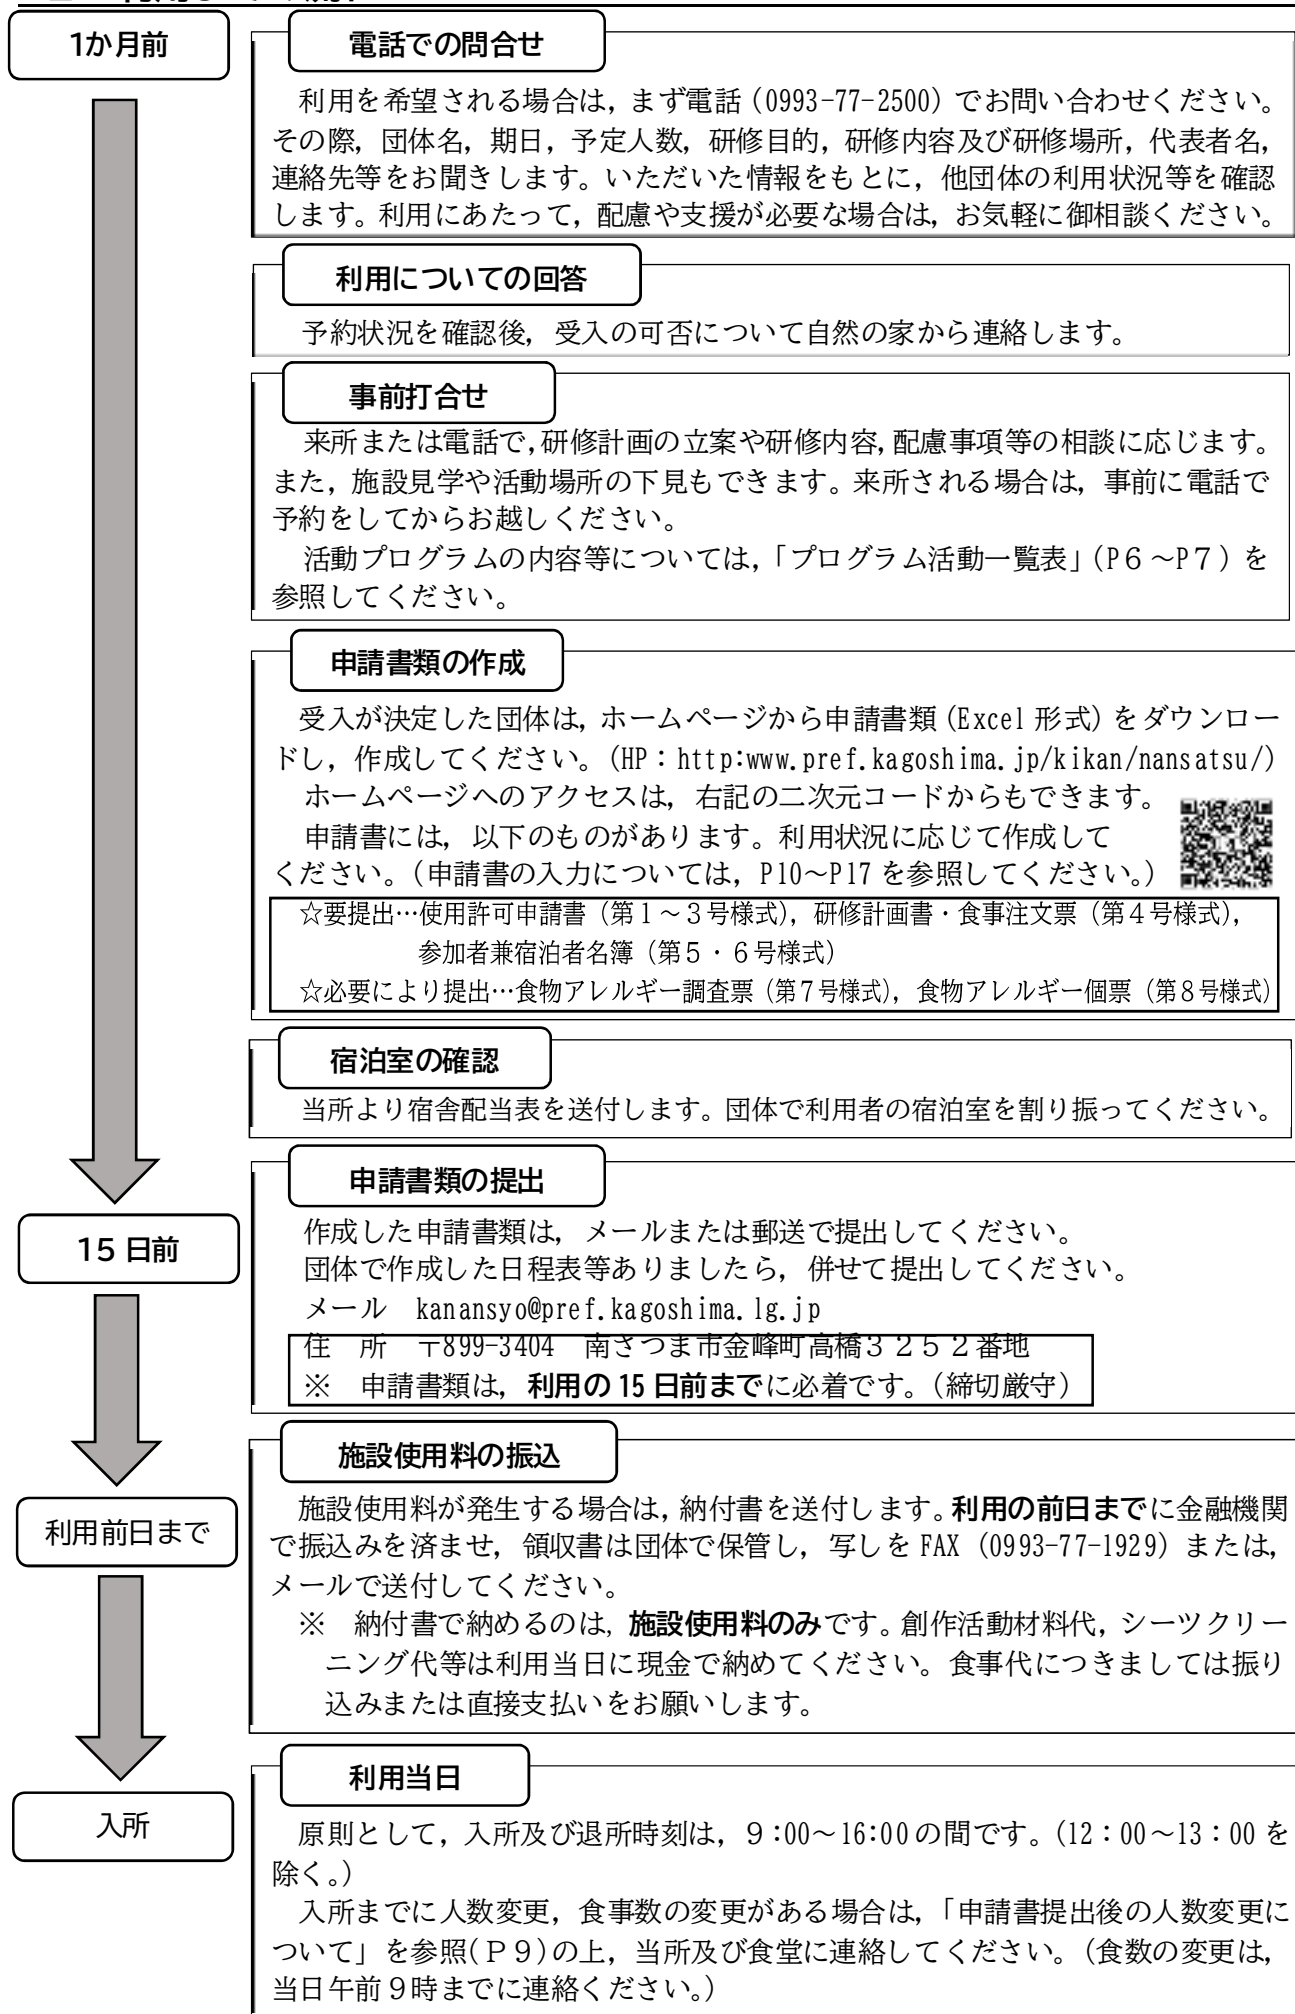 1か月前
電話での問合せ
利用を希望される場合は，まず電話（0993-77-2500）でお問い合わせください。
その際，団体名，期日，予定人数，研修目的，研修内容及び研修場所，代表者名，
連絡先等をお聞きします。いただいた情報をもとに，他団体の利用状況等を確認
します。利用にあたって，配慮や支援が必要な場合は，お気軽に御相談ください。
利用についての回答
予約状況を確認後，受入の可否について自然の家から連絡します。
事前打合せ
来所または電話で，研修計画の立案や研修内容，配慮事項等の相談に応じます。
また，施設見学や活動場所の下見もできます。来所される場合は，事前に電話で
予約をしてからお越しください。
活動プログラムの内容等については，「プログラム活動一覧表」（P６～P７）を
参照してください。
申請書類の作成
受入が決定した団体は，ホームページから申請書類（Excel 形式）をダウンロー
ドし，作成してください。（HP：http:www.pref.kagoshima.jp/kikan/nansatsu/）
ホームページへのアクセスは，右記の二次元コードからもできます。
申請書には，以下のものがあります。利用状況に応じて作成して
ください。（申請書の入力については，P10～P17 を参照してください。）
☆要提出…使用許可申請書（第１～３号様式），研修計画書・食事注文票（第４号様式），
参加者兼宿泊者名簿（第５・６号様式）
☆必要により提出…食物アレルギー調査票（第７号様式），食物アレルギー個票（第８号様式）
宿泊室の確認
当所より宿舎配当表を送付します。団体で利用者の宿泊室を割り振ってください。
申請書類の提出
15 日前
作成した申請書類は，メールまたは郵送で提出してください。
団体で作成した日程表等ありましたら，併せて提出してください。
メール　kanansyo@pref.kagoshima.lg.jp
住　所　〒899-3404　南さつま市金峰町高橋３２５２番地
※　申請書類は，利用の 15 日前までに必着です。（締切厳守）
施設使用料の振込
利用前日まで
施設使用料が発生する場合は，納付書を送付します。利用の前日までに金融機関
で振込みを済ませ，領収書は団体で保管し，写しを FAX（0993-77-1929）または，
メールで送付してください。
※　納付書で納めるのは，施設使用料のみです。創作活動材料代，シーツクリー
ニング代等は利用当日に現金で納めてください。食事代につきましては振り
込みまたは直接支払いをお願いします。
利用当日
入所
原則として，入所及び退所時刻は，９:00～16:00 の間です。（12：00～13：00 を
除く。）
入所までに人数変更，食事数の変更がある場合は，「申請書提出後の人数変更に
ついて」を参照（Ｐ９）の上，当所及び食堂に連絡してください。（食数の変更は，
当日午前９時までに連絡ください。）